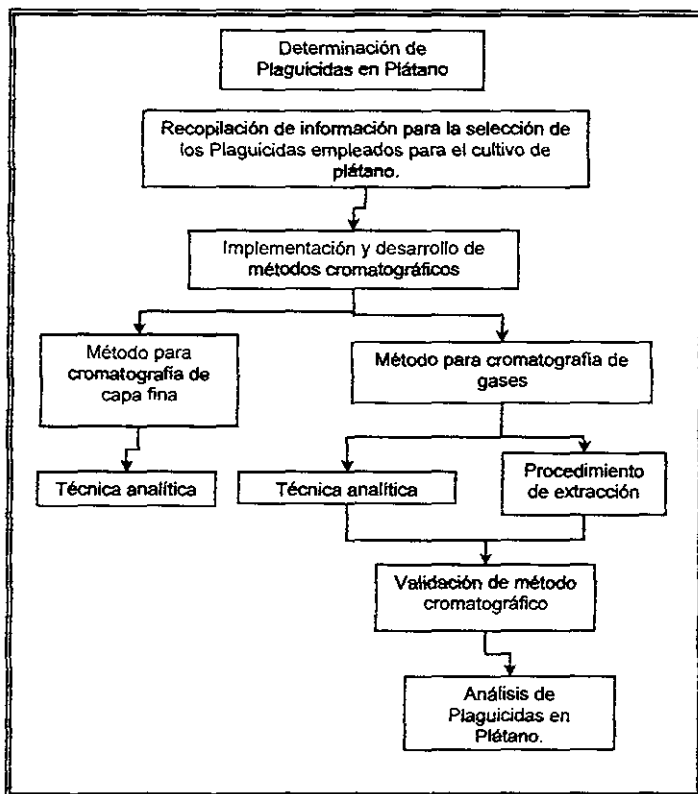 Determinación de
Plaguicidas en Plátano
Recopilación de información para la selección de
los Plaguicidas empleados para el cultivo de
plátano.
Implementación y desarrollo de
métodos cromatográficos
Método para
cromatografía de
capa fina
Método para cromatografía de
gases
Técnica analítica
Técnica analítica
Procedimiento
de extracción
Validación de método
cromatográfico
Análisis de
Plaguicidas en
Plátano.